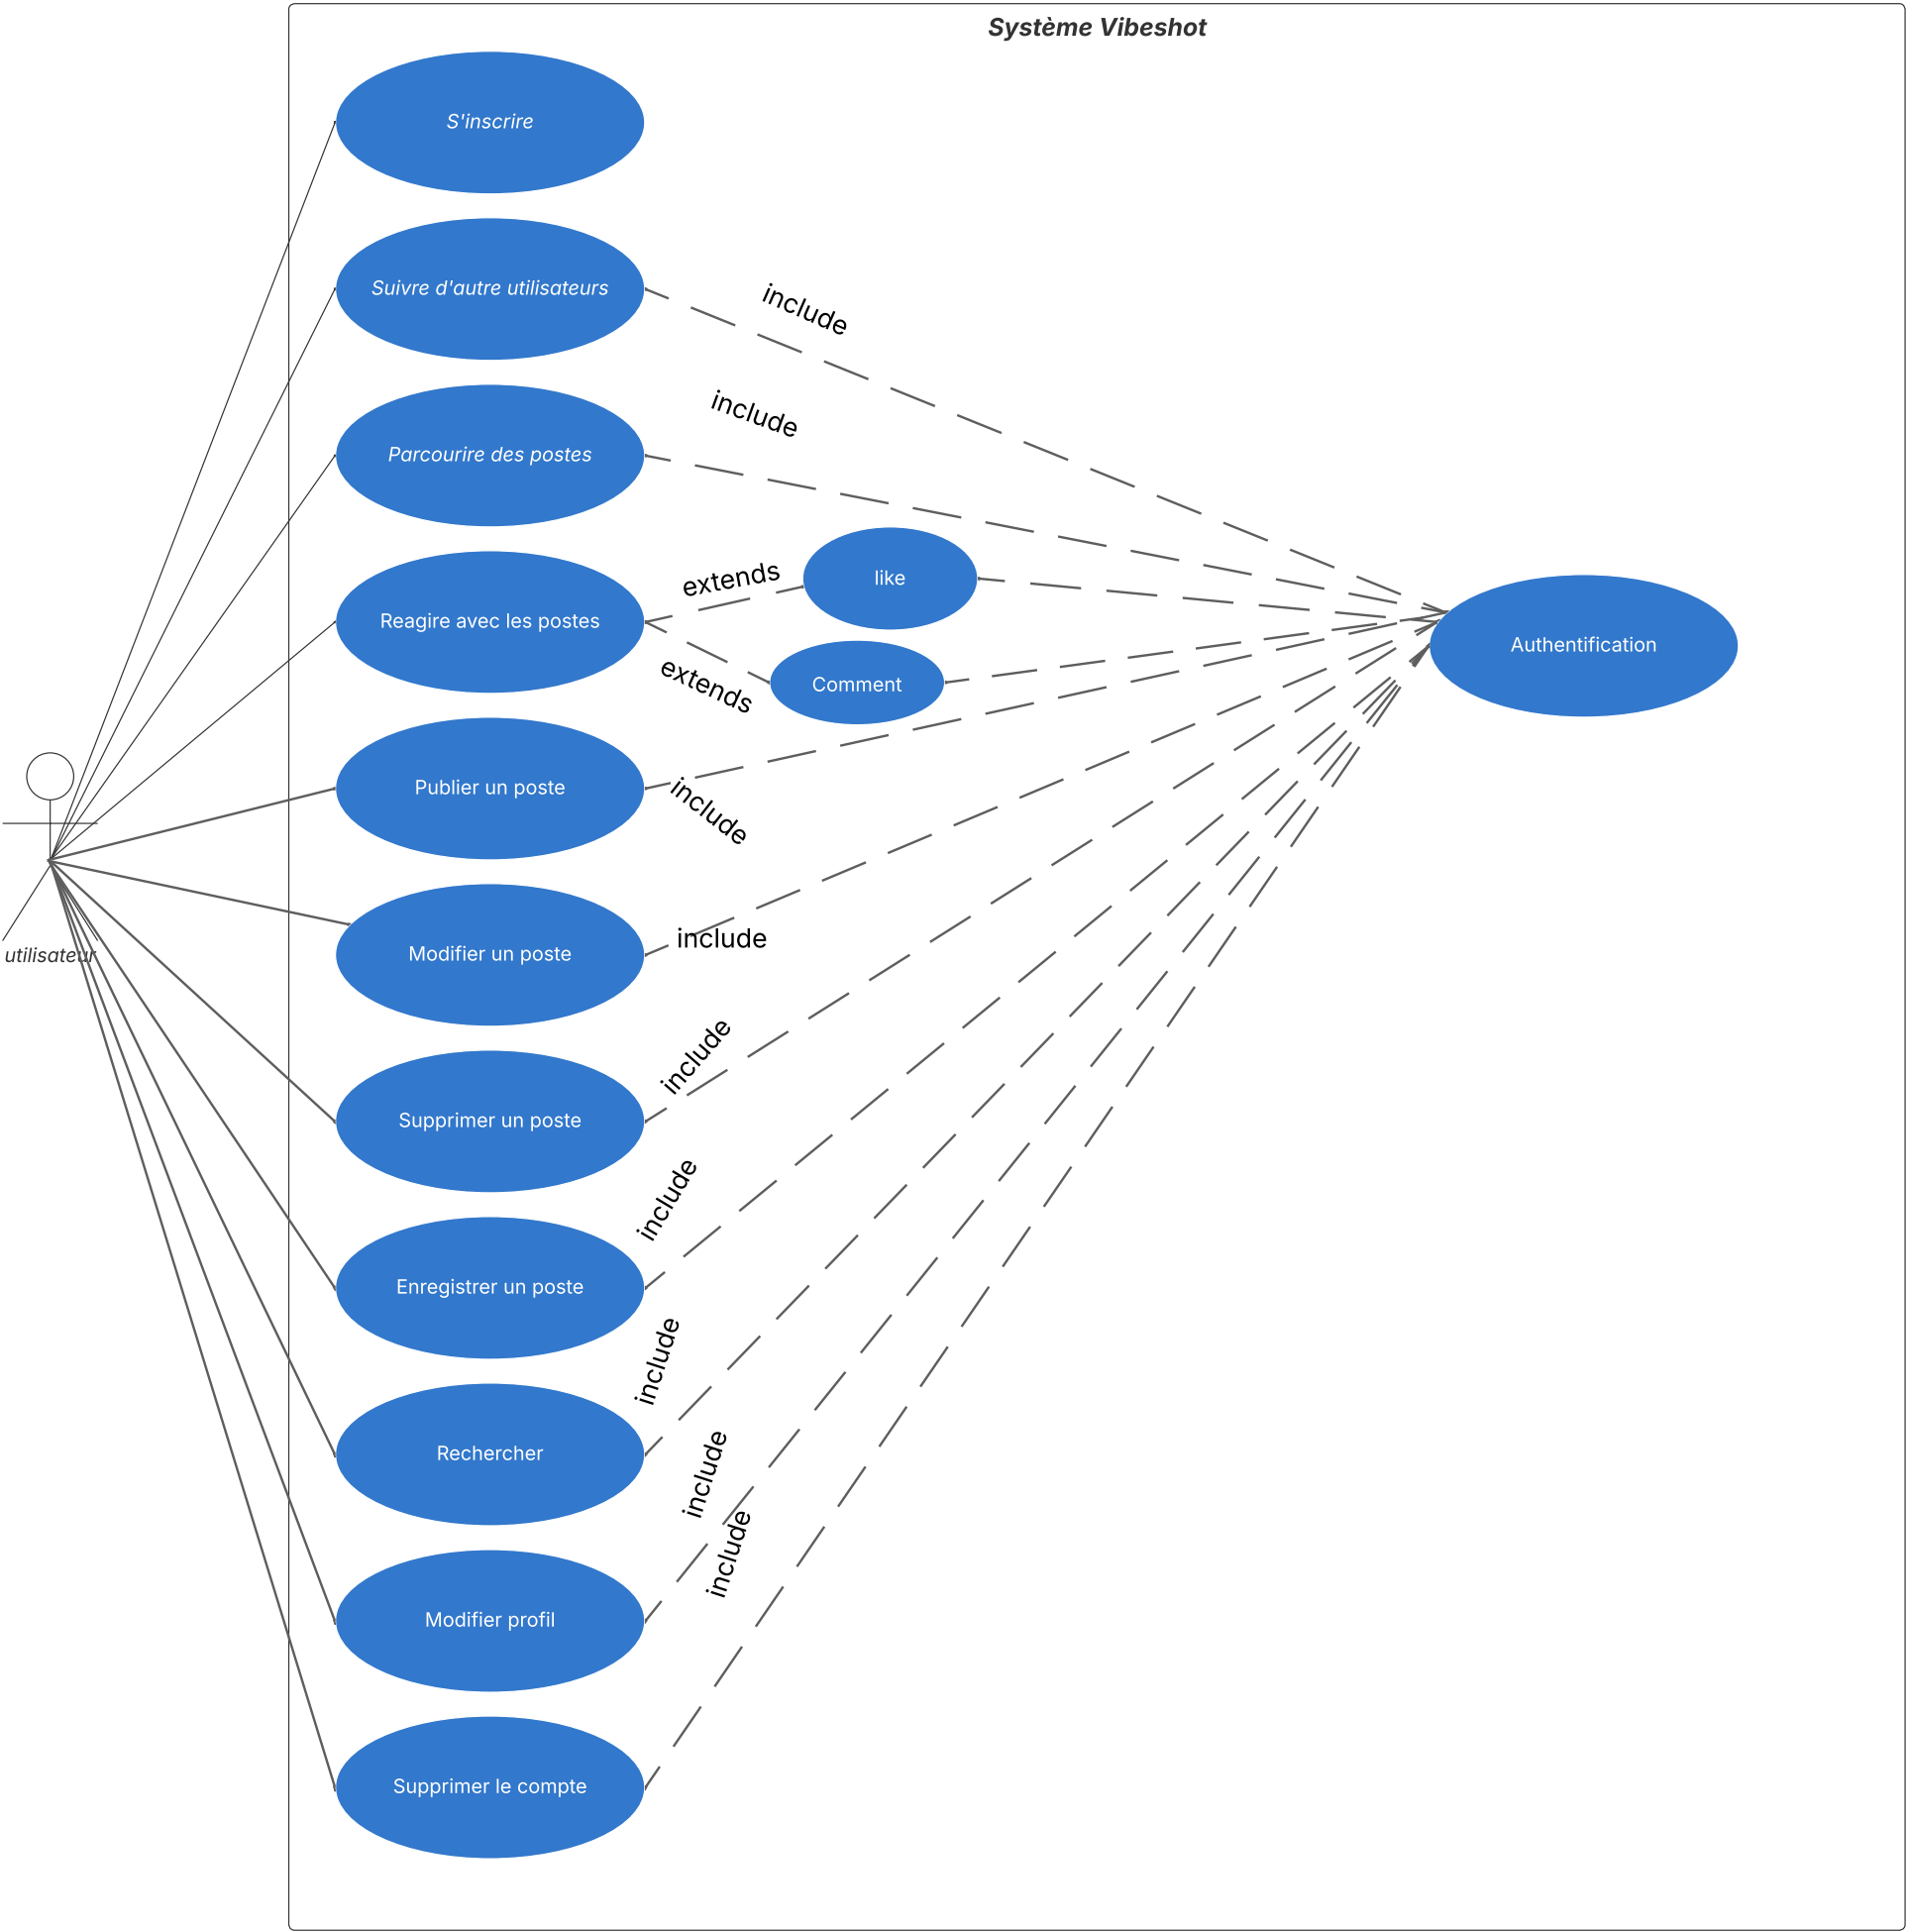 Système Vibeshot
S'inscrire
Suivre d'autre utilisateurs
include
include
Parcourire des postes
extends
like
Reagire avec les postes
Authentification
extends
Comment
Publier un poste
include
utilisateur
Modifier un poste
include
include
Supprimer un poste
include
Enregistrer un poste
include
Rechercher
include
include
Modifier profil
Supprimer le compte